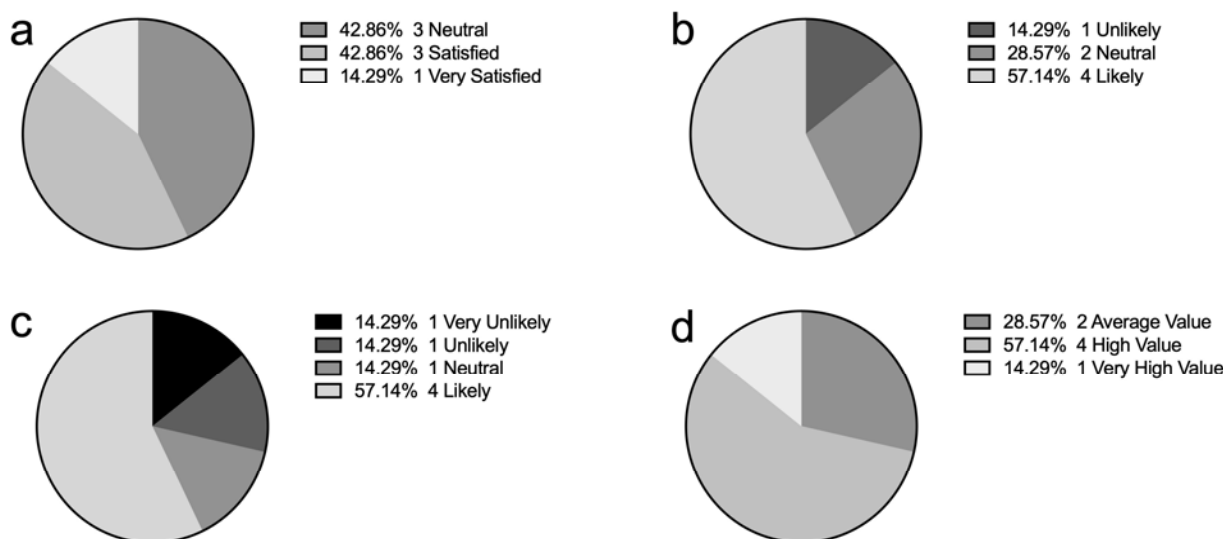 a
42.86% 3 Neutral
42.86% 3 Satisfied
14.29% 1 Very Satisfied
b
14.29% 1 Unlikely
28.57% 2 Neutral
57.14% 4 Likely
c
14.29% 1 Very Unlikely
14.29% 1 Unlikely
14.29% 1 Neutral
57.14% 4 Likely
d
28.57% 2 Average Value
57.14% 4 High Value
14.29% 1 Very High Value